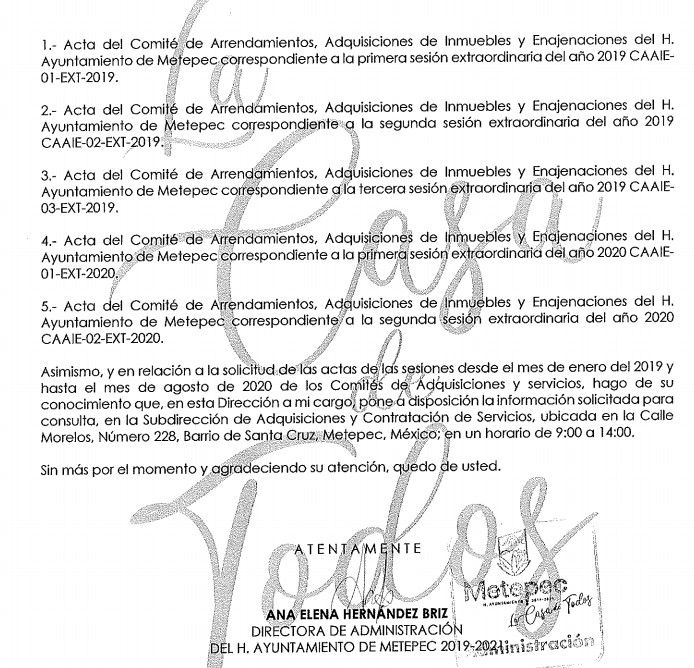 1.- Acta del Comité de Arrendamientos, Adquisiciones de Inmuebles y Enajenaciones del H.
Ayuntamiento de Metepec correspondiente a la primera sesión extraordinaria del año 2019 CAAIE-
01-EXT-2019.
2.- Acta del Comité de Arrendamientos, Adquisiciones de Inmuebles y Enajenaciones del H.
Ayuntamiento de Metepec correspondiente a la segunda sesión extraordinaria del año 2019
CAAIE-02-EXT-2019.
3.- Acta del Comité de Arrendamientos, Adquisiciones de Inmuebles y Enajenaciones del H.
Ayuntamiento de Metepec correspondiente a la tercera sesión extraordinaria del año 2019 CAAIE-
03-EXT-2019.
4.- Acta del Comité de Arrendamientos, Adquisiciones de Inmuebles y Enajenaciones del H.
Ayuntamiento de Metepec correspondiente a la primera sesión extraordinaria del año 2020 CAAIE-
01-EXT-2020.
5.- Acta del Comité de Arrendamientos, Adquisiciones de Inmuebles y Enajenaciones del H.
Ayuntamiento de Metepec correspondiente a la segunda sesión extraordinaria del año 2020
CAAIE-02-EXT-2020.
Asimismo, y en relación a la solicitud de las actas de las sesiones desde el mes de enero del 2019 y
hasta el mes de agosto de 2020 de los Comités de Adquisiciones y servicios, hago de su
conocimiento que, en esta Dirección a mi cargo, pone a disposición la información solicitada para
consulta, en la Subdirección de Adquisiciones y Contratación de Servicios, ubicada en la Calle
Morelos, Número 228, Barrio de Santa Cruz, Metepec, México; en un horario de 9:00 a 14:00.
Sin más por el momento y agradeciendo su atención, quedo de usted.
ATENTAMENTE
ANA ELENA HERNÁNDEZ BRIZ
DIRECTORA DE ADMINISTRACIÓN
DEL H. AYUNTAMIENTO DE METEPEC 2019-2021
La
Casa
de
Todos
Metepec
H. AYUNTAMIENTO 2019-2021
La Casa de Todos
Administración